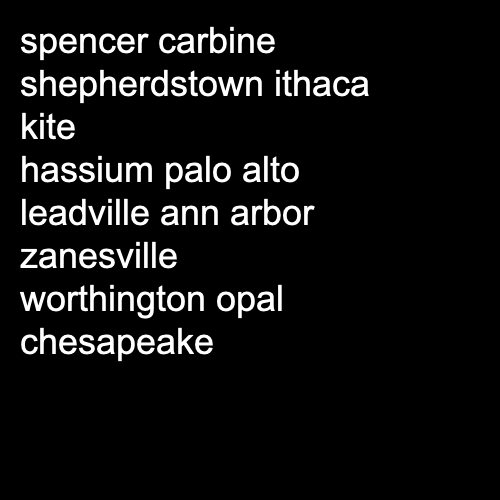 spencer carbine
shepherdstown ithaca
kite
hassium palo alto
leadville ann arbor
zanesville
worthington opal
chesapeake